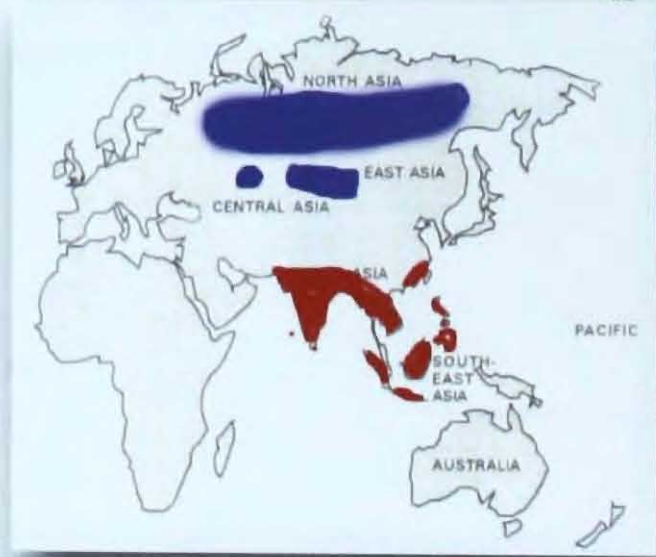 NORTH ASIA
EAST ASIA
CENTRAL ASIA
ASIA
PACIFIC
SOUTH-
EAST
ASIA
AUSTRALIA